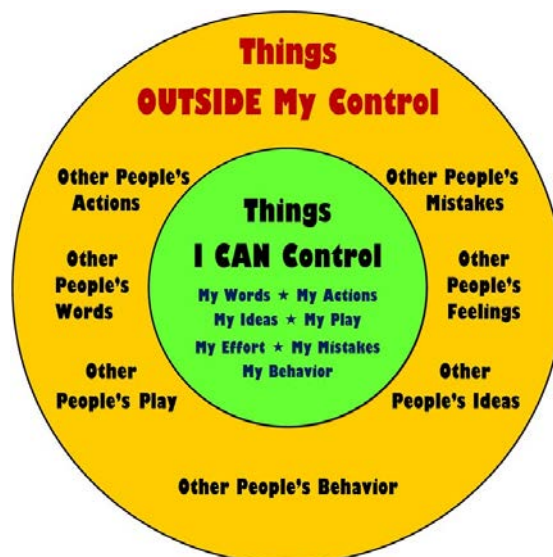 Things
OUTSIDE My Control
Other People's
Actions
Other People's
Mistakes
Things
I CAN Control
My Words ★ My Actions
My Ideas ★ My Play
My Effort ★ My Mistakes
My Behavior
Other
People's
Words
Other
People's
Feelings
Other
People's Play
Other
People's Ideas
Other People's Behavior